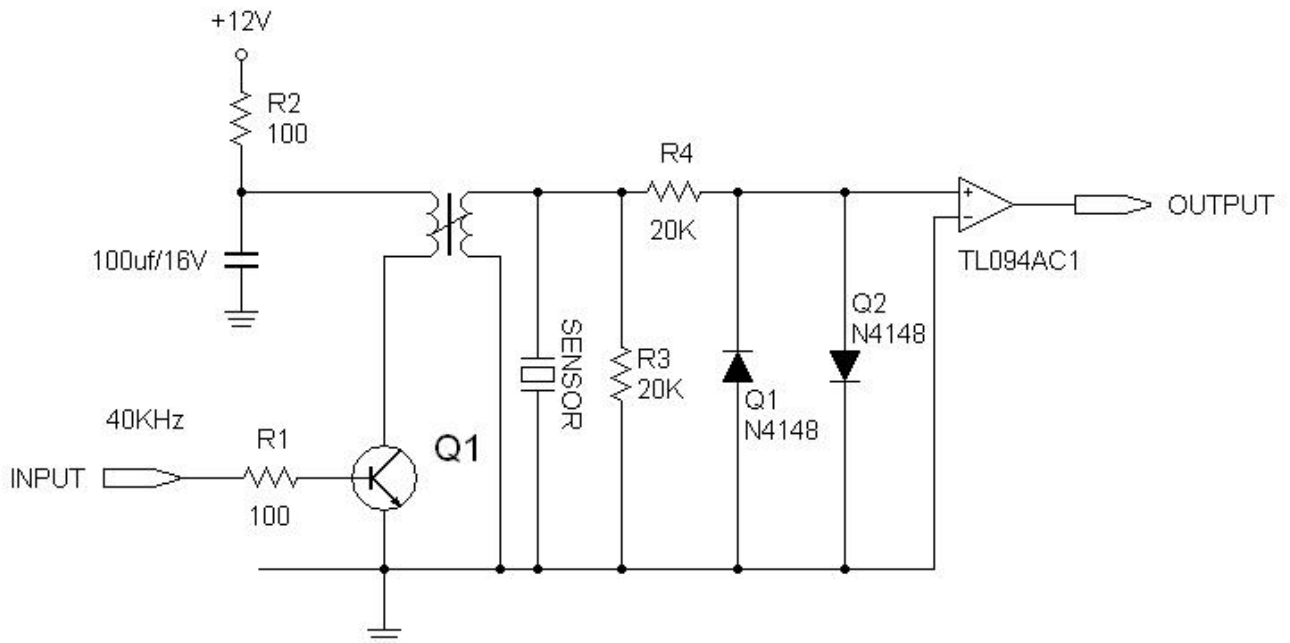 +12V
R2
100
100uf/16V
R4
20K
TL094AC1
OUTPUT
SENSOR
R3
20K
Q1
N4148
Q2
N4148
40KHz
INPUT
R1
100
Q1
+
−